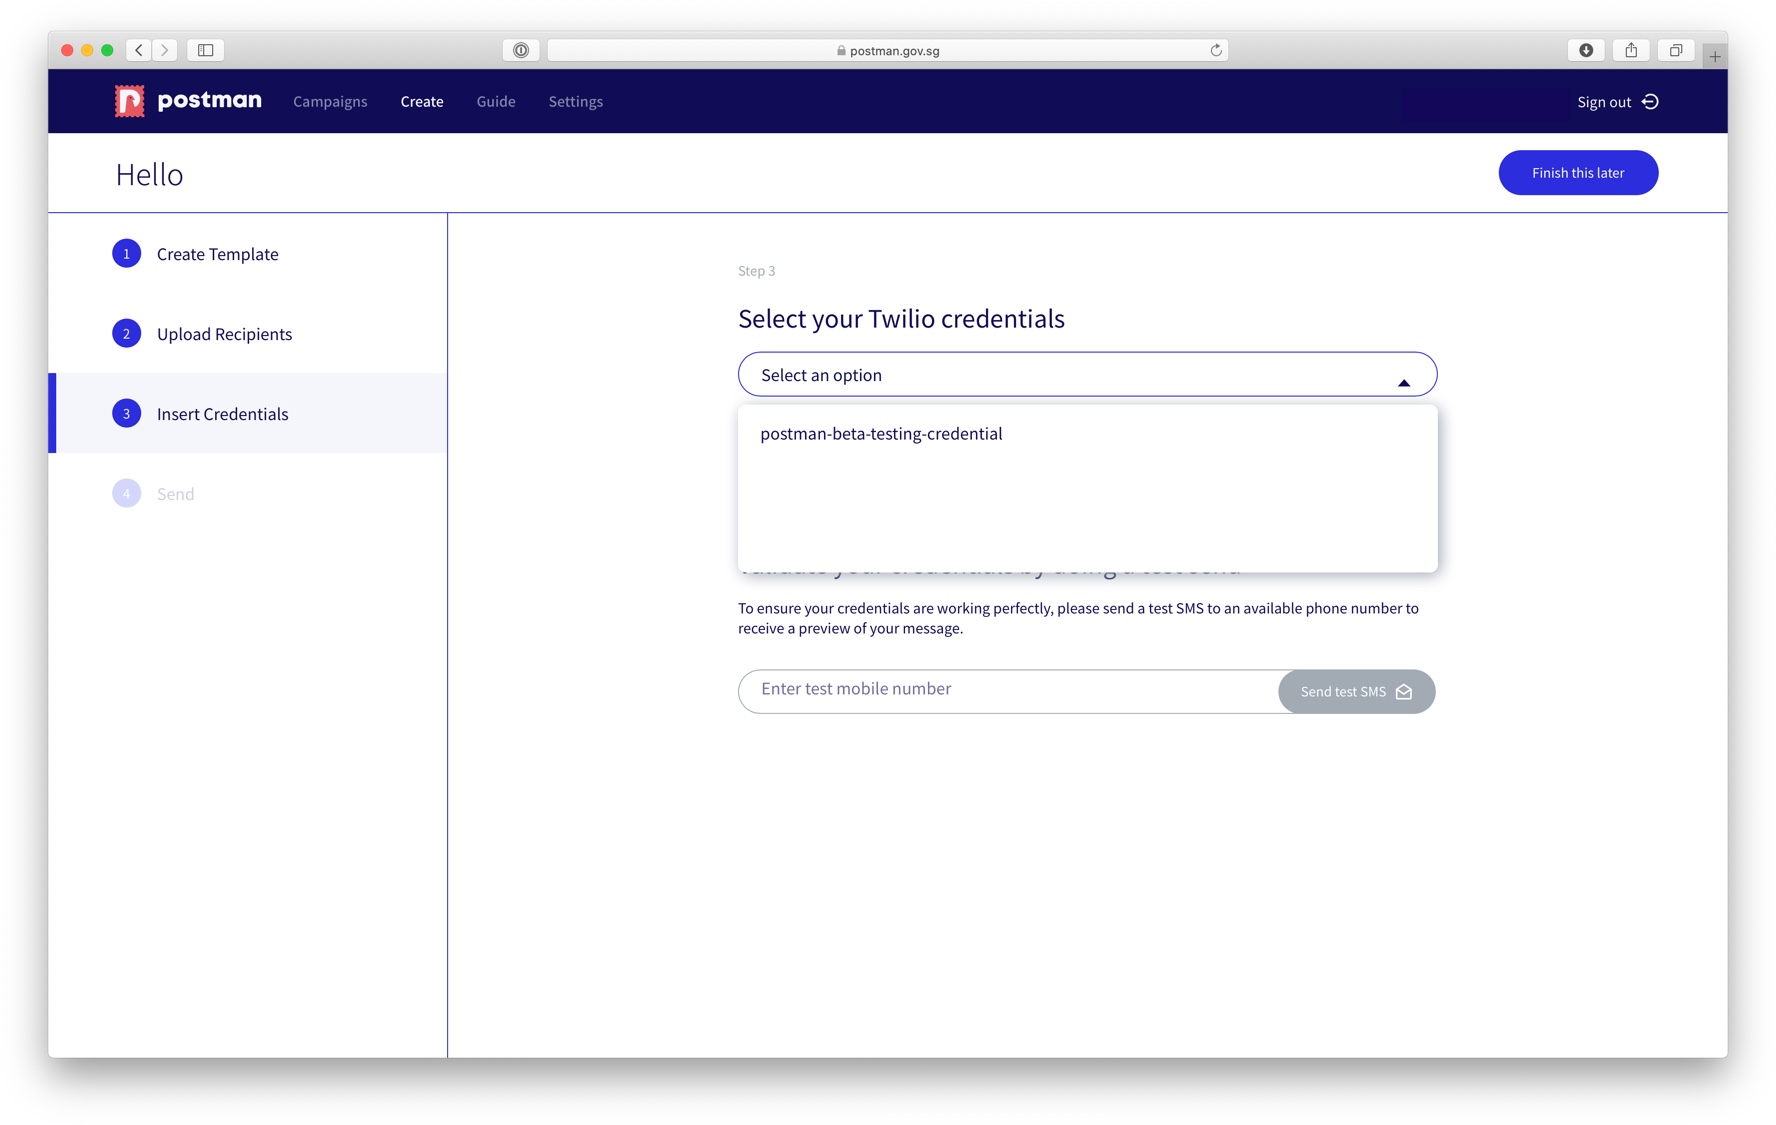 postman.gov.sg
postman Campaigns Create Guide Settings Sign out
Hello
Finish this later
1 Create Template
2 Upload Recipients
3 Insert Credentials
4 Send
Step 3
Select your Twilio credentials
Select an option
postman-beta-testing-credential
To ensure your credentials are working perfectly, please send a test SMS to an available phone number to
receive a preview of your message.
Enter test mobile number
Send test SMS